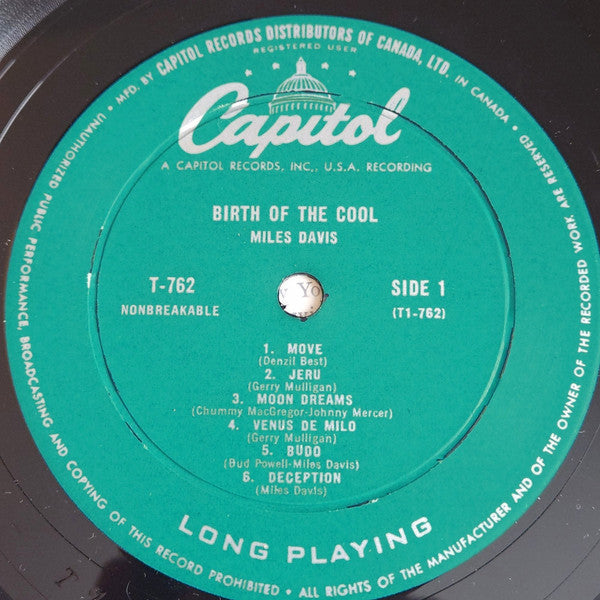 • MFD. BY CAPITOL RECORDS DISTRIBUTORS OF CANADA, LTD. IN CANADA •
REGISTERED USER
Capitol
A CAPITOL RECORDS, INC., U.S.A. RECORDING
BIRTH OF THE COOL
MILES DAVIS
T-762
NONBREAKABLE
SIDE 1
(T1-762)
Yo
1. MOVE
(Denzil Best)
2. JERU
(Gerry Mulligan)
3. MOON DREAMS
(Chummy MacGregor-Johnny Mercer)
4. VENUS DE MILO
(Gerry Mulligan)
5. BUDO
(Bud Powell-Miles Davis)
6. DECEPTION
(Miles Davis)
LONG PLAYING
UNAUTHORIZED PUBLIC PERFORMANCE, BROADCASTING AND COPYING OF THIS RECORD PROHIBITED • ALL RIGHTS OF THE MANUFACTURER AND OF THE OWNER OF THE RECORDED WORK ARE RESERVED